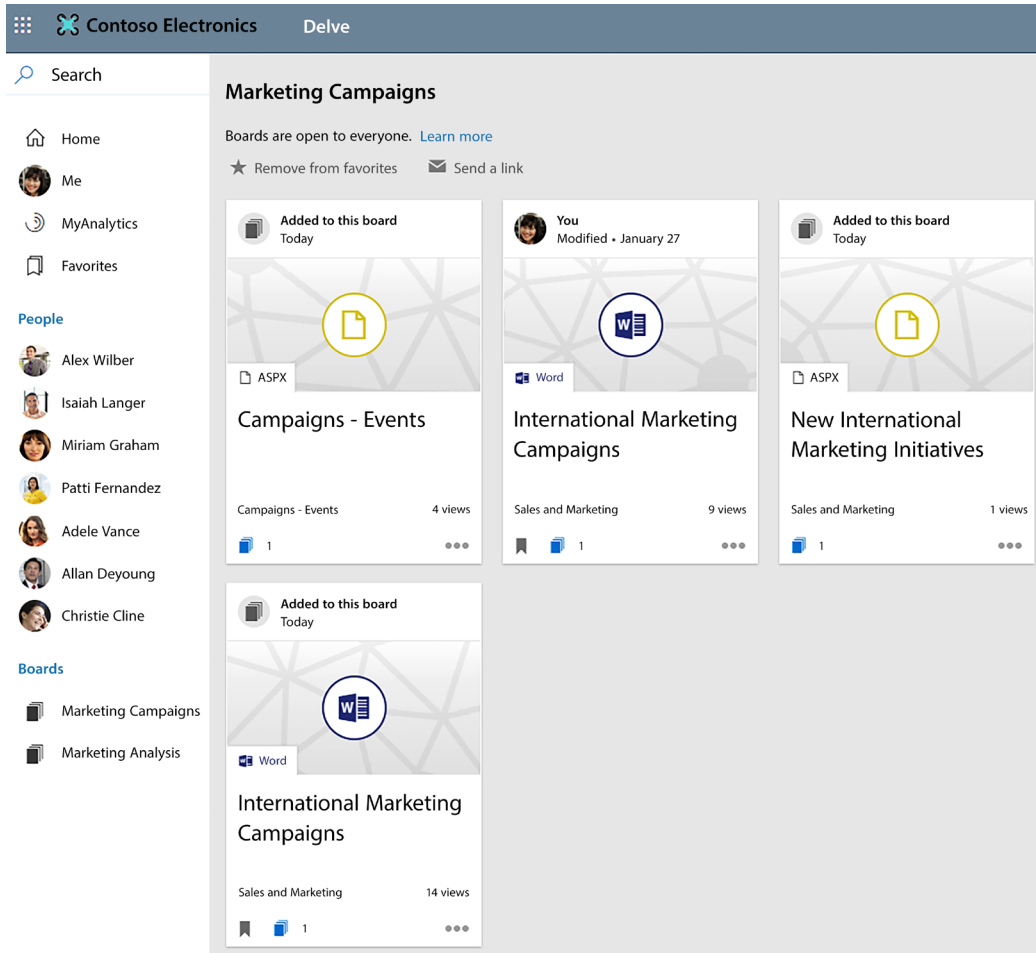 Contoso Electronics
Delve
Search
Home
Me
MyAnalytics
Favorites
People
Alex Wilber
Isaiah Langer
Miriam Graham
Patti Fernandez
Adele Vance
Allan Deyoung
Christie Cline
Boards
Marketing Campaigns
Marketing Analysis
Marketing Campaigns
Boards are open to everyone. Learn more
Remove from favorites
Send a link
Added to this board
Today
ASPX
Campaigns - Events
Campaigns - Events
4 views
1
You
Modified • January 27
W
Word
International Marketing
Campaigns
Sales and Marketing
9 views
1
Added to this board
Today
ASPX
New International
Marketing Initiatives
Sales and Marketing
1 views
1
Added to this board
Today
W
Word
International Marketing
Campaigns
Sales and Marketing
14 views
1